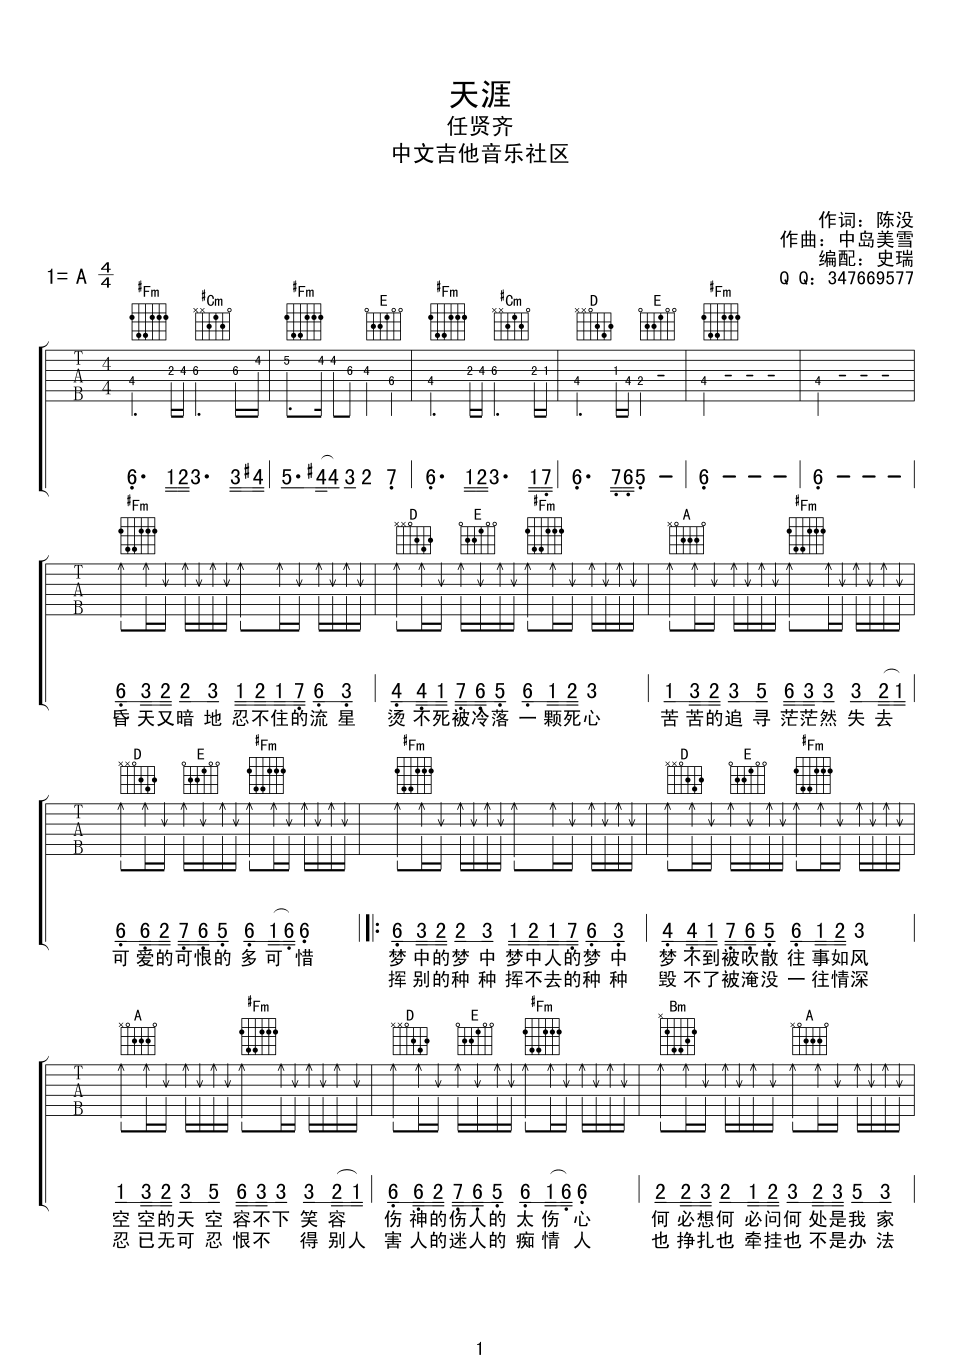 天涯
任贤齐
中文吉他音乐社区
作词：陈没
作曲：中岛美雪
编配：史瑞
Q Q：347669577
1= A 4/4
#Fm #Cm #Fm E #Fm #Cm D E #Fm
T A B 4 4
6· 1 2 3· 3 #4 | 5· #4 4 3 2 7 | 6· 1 2 3· 1 7 | 6· 7 6 5 − | 6 − − − | 6 − − − |
#Fm D E #Fm A #Fm
T A B
6 3 2 2 3 1 2 1 7 6 3 | 4 4 1 7 6 5 6 1 2 3 | 1 3 2 3 5 6 3 3 3 2 1
昏天又暗地忍不住的流星 烫不死被冷落一颗死心 苦苦的追寻茫茫然失去
D E #Fm #Fm D E #Fm
T A B
6 6 2 7 6 5 6 1 6 6 |: 6 3 2 2 3 1 2 1 7 6 3 | 4 4 1 7 6 5 6 1 2 3
可爱的可恨的多可惜 梦中的梦中梦中人的梦中 梦不到被吹散往事如风
挥别的种种挥不去的种种 毁不了被淹没一往情深
A #Fm D E #Fm Bm A
T A B
1 3 2 3 5 6 3 3 3 2 1 | 6 6 2 7 6 5 6 1 6 6 | 2 2 3 2 2 3 2 1 3 5 3
空空的天空容不下笑容 伤神的伤人的太伤心 何必想何必问何处是我家
忍已无可忍恨不得别人 害人的迷人的痴情人 也挣扎也牵挂也不是办法
1